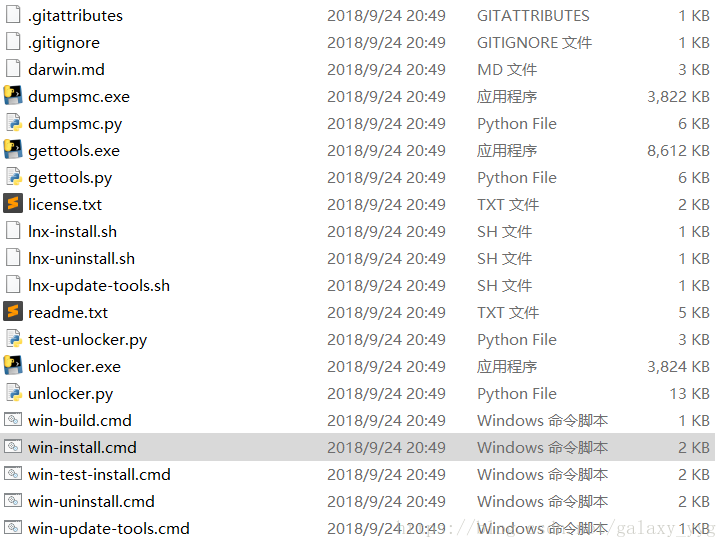 .gitattributes 2018/9/24 20:49 GITATTRIBUTES 1 KB
.gitignore 2018/9/24 20:49 GITIGNORE 文件 1 KB
darwin.md 2018/9/24 20:49 MD 文件 3 KB
dumpsmc.exe 2018/9/24 20:49 应用程序 3,822 KB
dumpsmc.py 2018/9/24 20:49 Python File 6 KB
gettools.exe 2018/9/24 20:49 应用程序 8,612 KB
gettools.py 2018/9/24 20:49 Python File 6 KB
license.txt 2018/9/24 20:49 TXT 文件 2 KB
lnx-install.sh 2018/9/24 20:49 SH 文件 1 KB
lnx-uninstall.sh 2018/9/24 20:49 SH 文件 1 KB
lnx-update-tools.sh 2018/9/24 20:49 SH 文件 1 KB
readme.txt 2018/9/24 20:49 TXT 文件 5 KB
test-unlocker.py 2018/9/24 20:49 Python File 3 KB
unlocker.exe 2018/9/24 20:49 应用程序 3,824 KB
unlocker.py 2018/9/24 20:49 Python File 13 KB
win-build.cmd 2018/9/24 20:49 Windows 命令脚本 1 KB
win-install.cmd 2018/9/24 20:49 Windows 命令脚本 2 KB
win-test-install.cmd 2018/9/24 20:49 Windows 命令脚本 2 KB
win-uninstall.cmd 2018/9/24 20:49 Windows 命令脚本 2 KB
win-update-tools.cmd 2018/9/24 20:49 Windows 命令脚本 1 KB